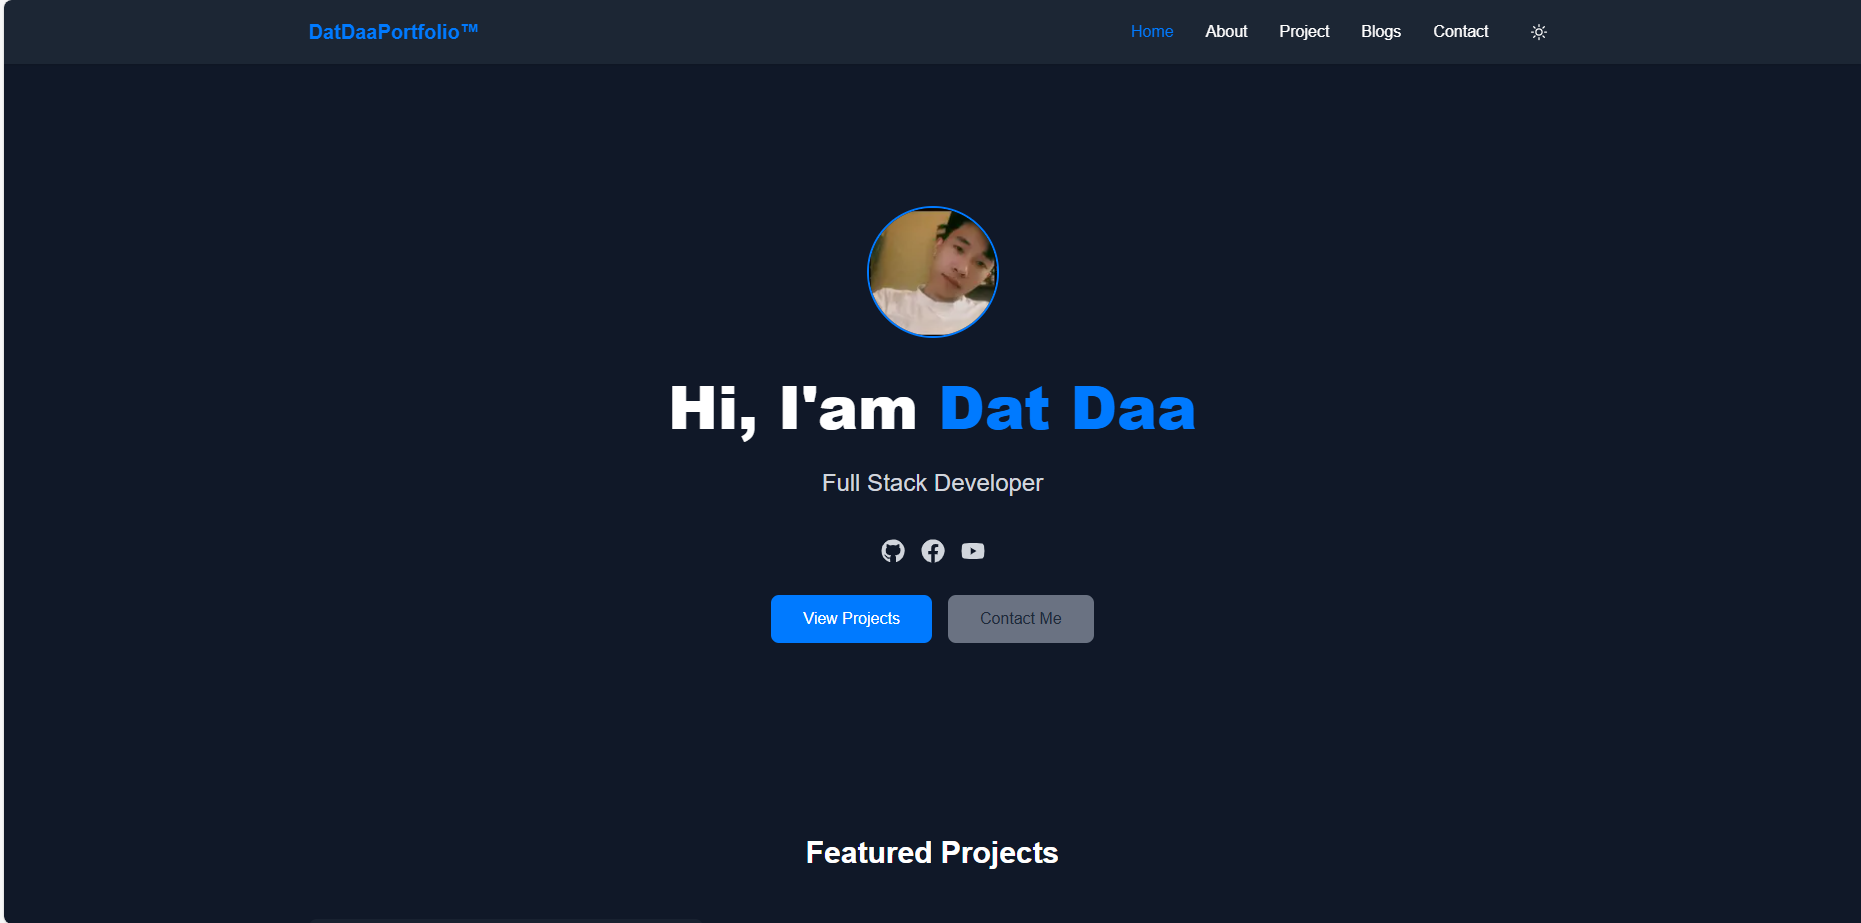 DatDaaPortfolio™
Home About Project Blogs Contact
Hi, I'am Dat Daa
Full Stack Developer
View Projects Contact Me
Featured Projects